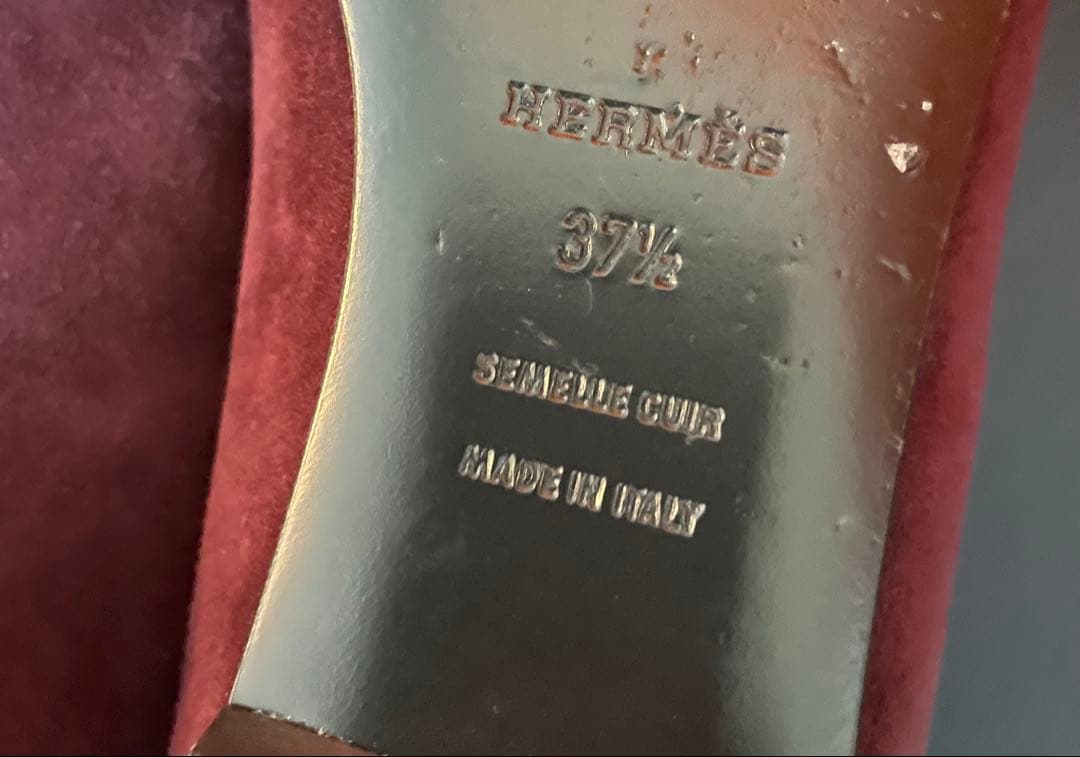 HERMÈS
37½
SEMELLE CUIR
MADE IN ITALY